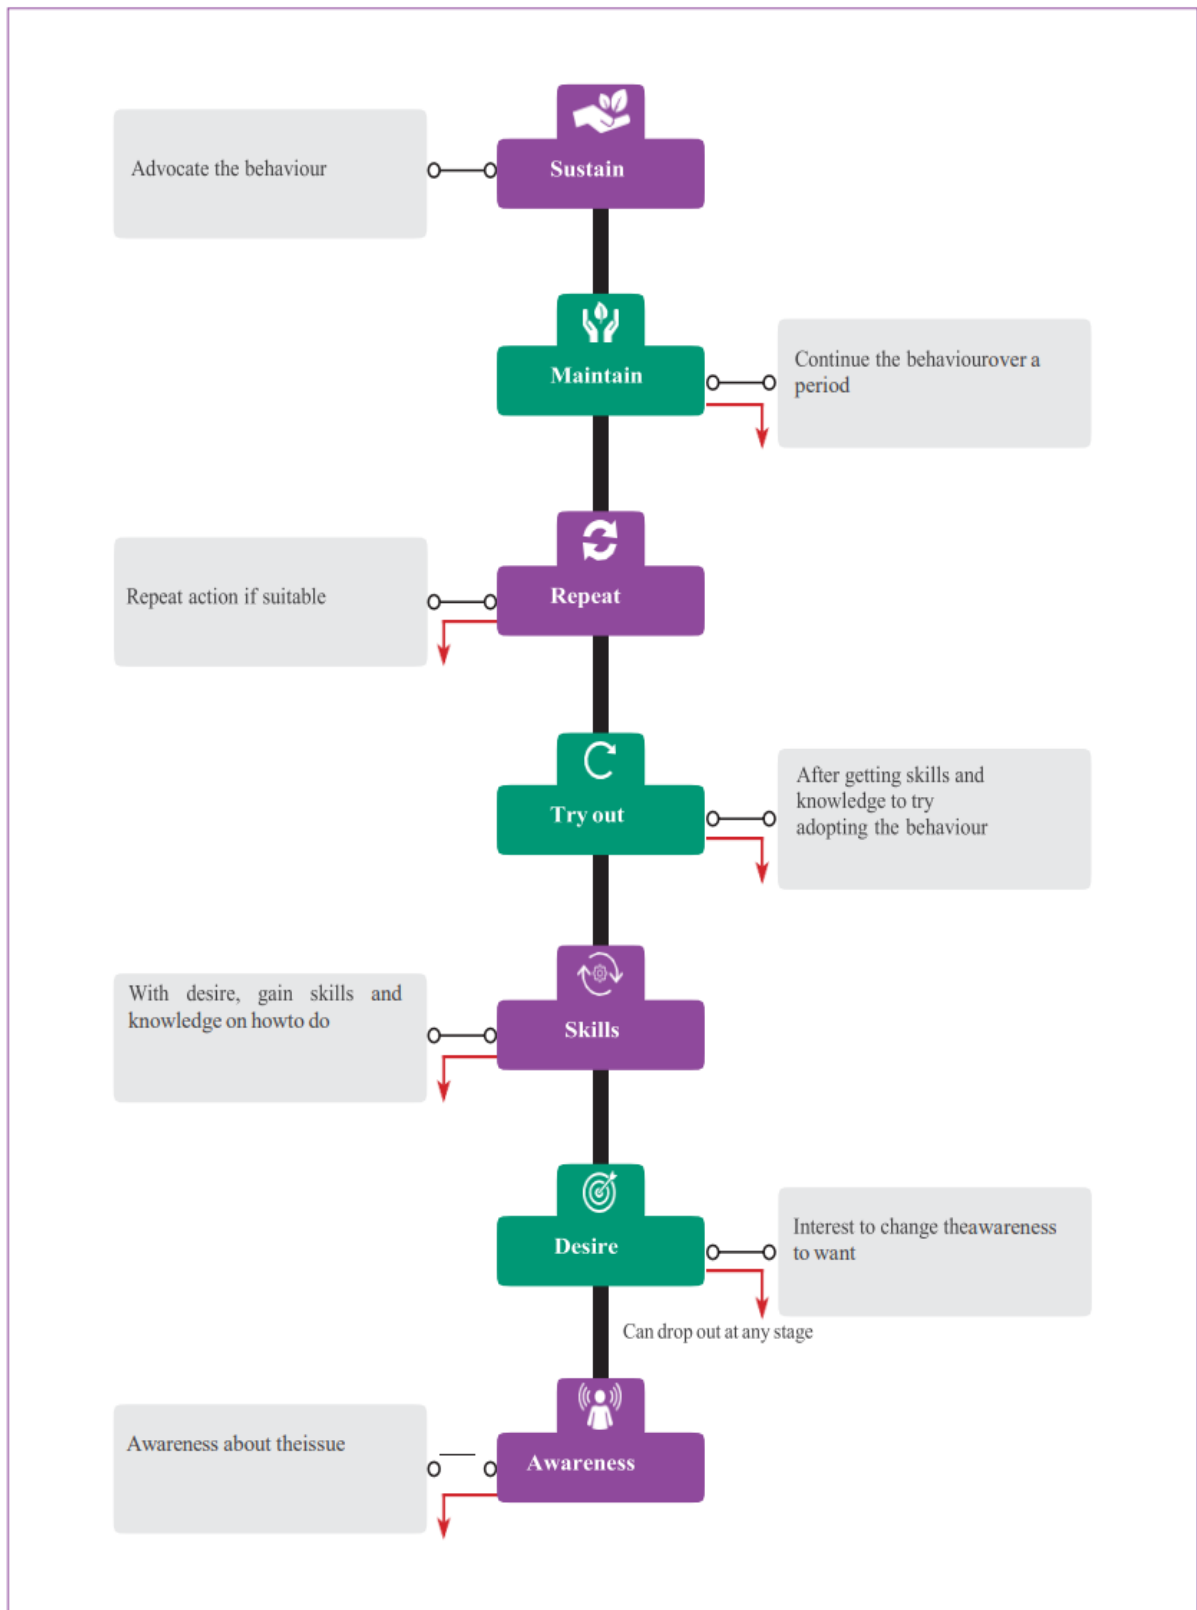 Advocate the behaviour
Sustain
Maintain
Continue the behaviourover a
period
Repeat action if suitable
Repeat
Try out
After getting skills and
knowledge to try
adopting the behaviour
With desire, gain skills and
knowledge on howto do
Skills
Desire
Interest to change theawareness
to want
Can drop out at any stage
Awareness about theissue
Awareness